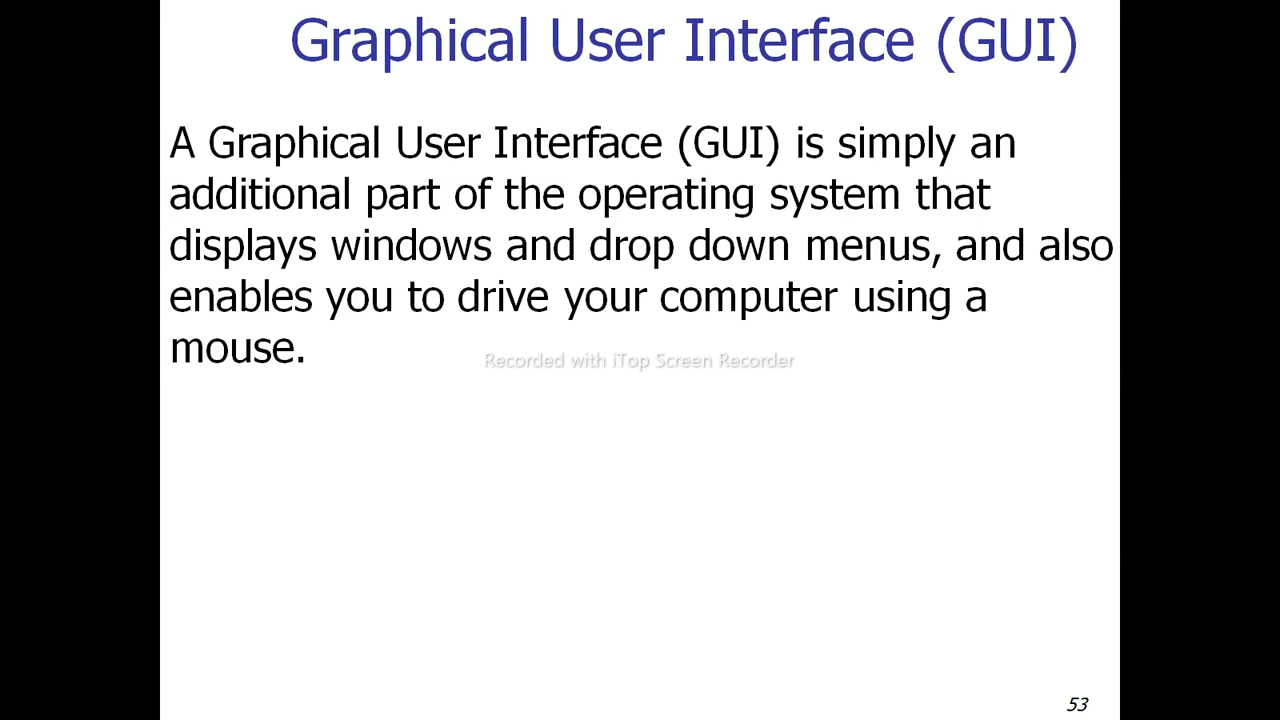 Graphical User Interface (GUI)
A Graphical User Interface (GUI) is simply an
additional part of the operating system that
displays windows and drop down menus, and also
enables you to drive your computer using a
mouse.
Recorded with iTop Screen Recorder
53